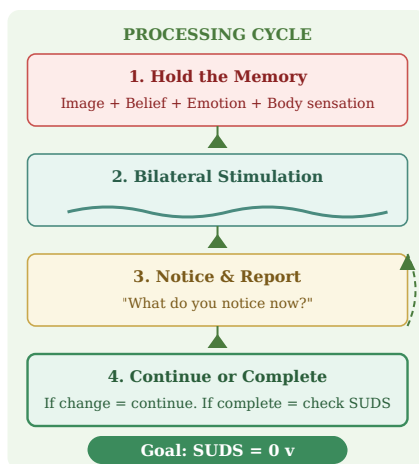 PROCESSING CYCLE
1. Hold the Memory
Image + Belief + Emotion + Body sensation
2. Bilateral Stimulation
3. Notice & Report
"What do you notice now?"
4. Continue or Complete
If change = continue. If complete = check SUDS
Goal: SUDS = 0 v